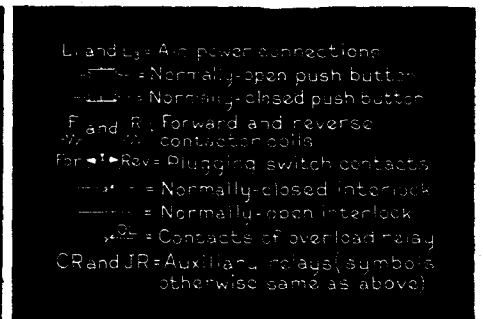 L₁ and L₃ = A-c power connections
= Normally-open push button
= Normally-closed push button
F and R = Forward and reverse
contactor coils
For Rev = Plugging switch contacts
= Normally-closed interlock
= Normally-open interlock
OL = Contacts of overload relay
CR and JR = Auxiliary relays (symbols
otherwise same as above)